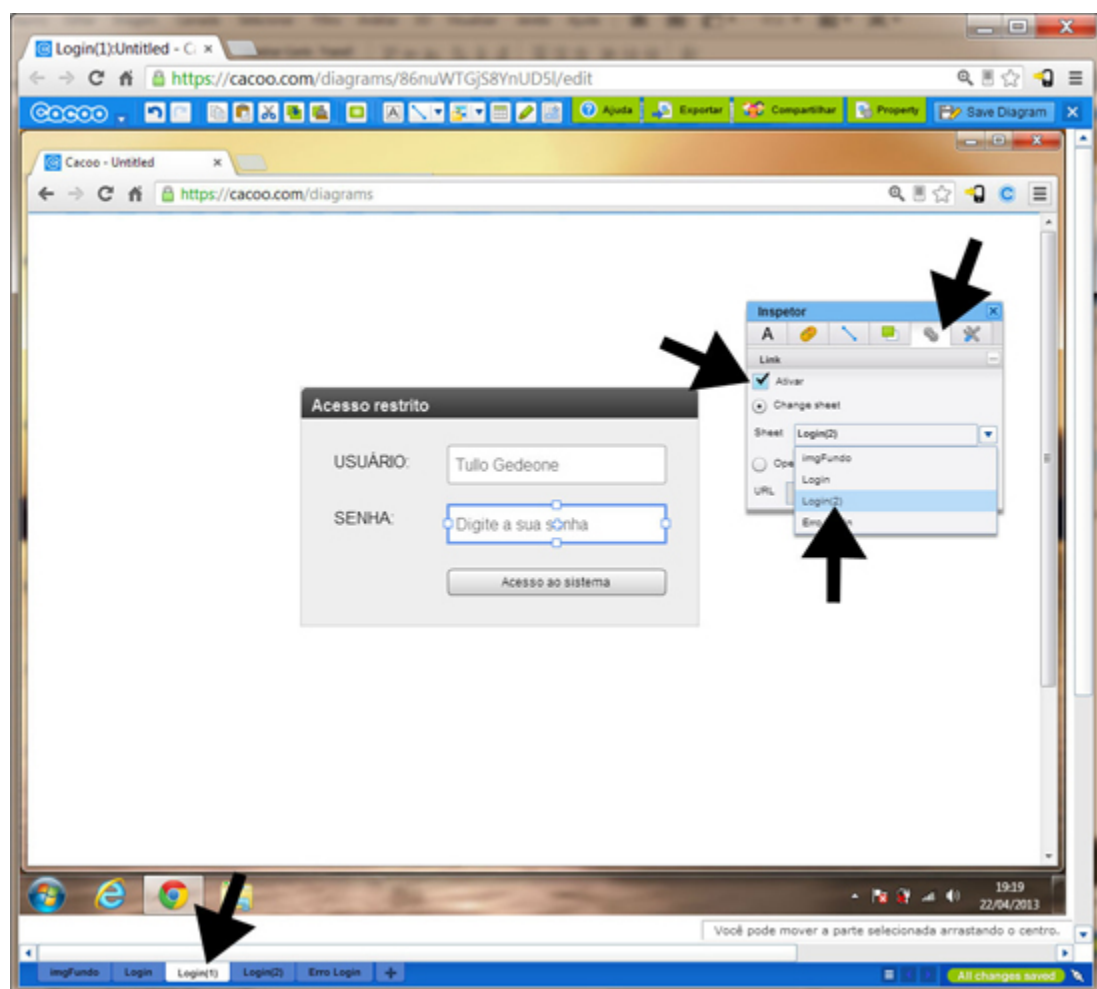 Login(1):Untitled - C
https://cacoo.com/diagrams/86nuWTGjS8YnUD5I/edit
Cacoo Ajuda Exportar Compartilhar Property Save Diagram
Cacoo - Untitled
https://cacoo.com/diagrams
Inspetor
A
Link
Ativar
Change sheet
Sheet Login(2)
imgFundo
Login
URL
Login(2)
Acesso restrito
USUÁRIO: Tullo Gedeone
SENHA: Digite a sua senha
Acesso ao sistema
19:19
22/04/2013
Você pode mover a parte selecionada arrastando o centro.
imgFundo Login Login(1) Login(2) Erro Login
All changes saved